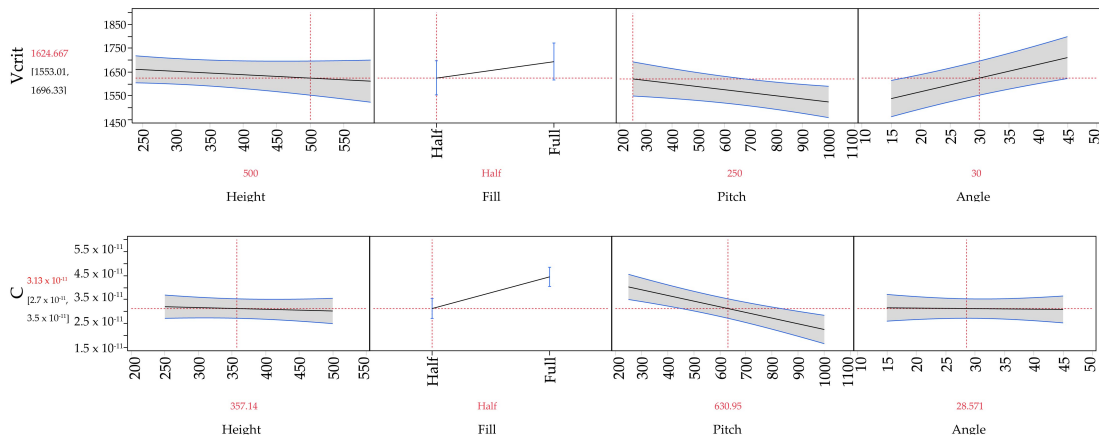 Vcrit
1624.667
[1553.01,
1696.33]
1850
1750
1650
1550
1450
250
300
350
400
450
500
550
Half
Full
200
300
400
500
600
700
800
900
1000
1100
10
15
20
25
30
35
40
45
50
500
Half
250
30
Height
Fill
Pitch
Angle
C
3.13 x 10⁻¹¹
[2.7 x 10⁻¹¹,
3.5 x 10⁻¹¹]
5.5 x 10⁻¹¹
4.5 x 10⁻¹¹
3.5 x 10⁻¹¹
2.5 x 10⁻¹¹
1.5 x 10⁻¹¹
200
250
300
350
400
450
500
550
Half
Full
200
300
400
500
600
700
800
900
1000
1100
10
15
20
25
30
35
40
45
50
357.14
Half
630.95
28.571
Height
Fill
Pitch
Angle